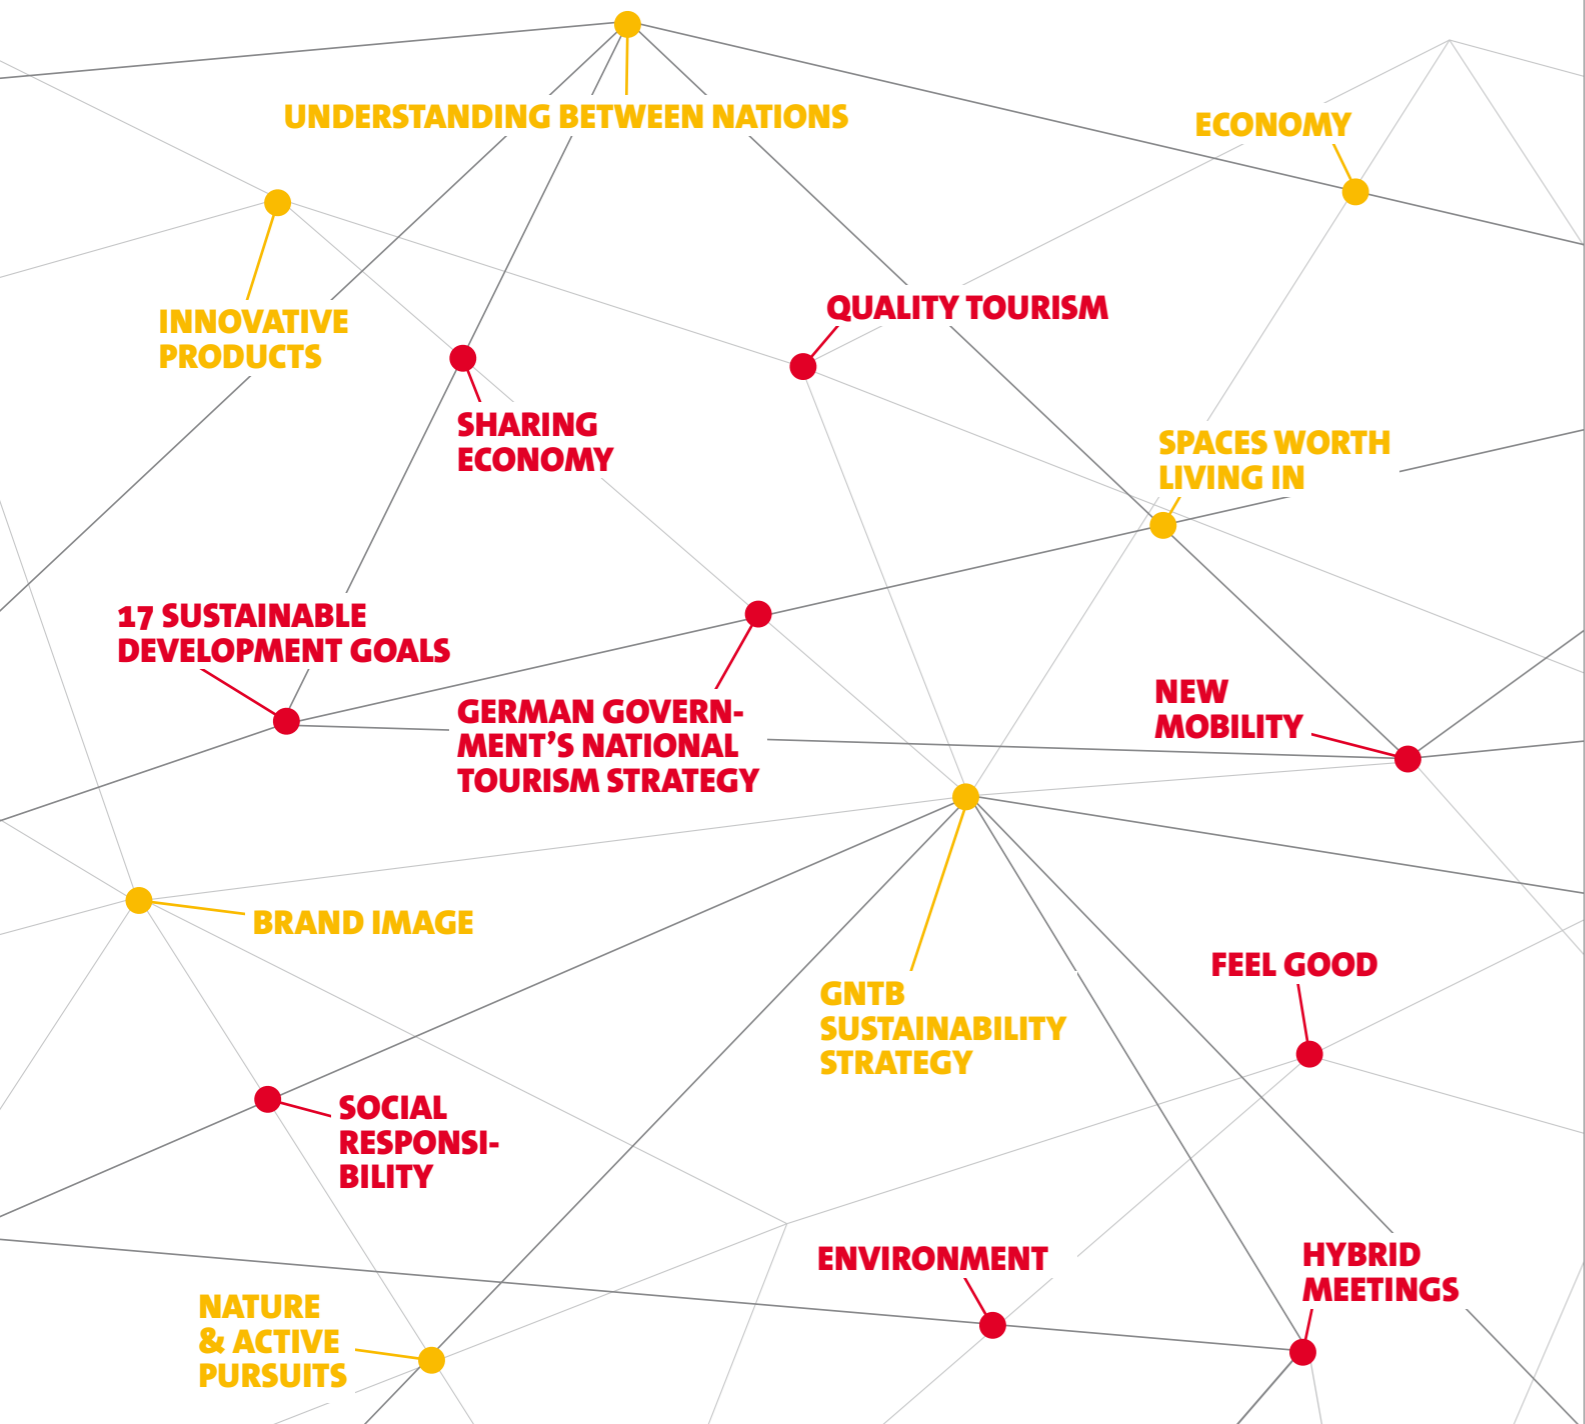 UNDERSTANDING BETWEEN NATIONS
ECONOMY
INNOVATIVE
PRODUCTS
QUALITY TOURISM
SHARING
ECONOMY
SPACES WORTH
LIVING IN
17 SUSTAINABLE
DEVELOPMENT GOALS
GERMAN GOVERN-
MENT’S NATIONAL
TOURISM STRATEGY
NEW
MOBILITY
BRAND IMAGE
GNTB
SUSTAINABILITY
STRATEGY
FEEL GOOD
SOCIAL
RESPONSI-
BILITY
ENVIRONMENT
HYBRID
MEETINGS
NATURE
& ACTIVE
PURSUITS